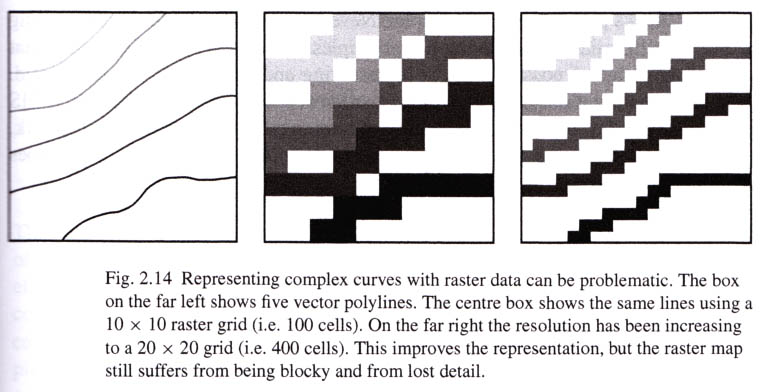 Fig. 2.14 Representing complex curves with raster data can be problematic. The box
on the far left shows five vector polylines. The centre box shows the same lines using a
10 × 10 raster grid (i.e. 100 cells). On the far right the resolution has been increasing
to a 20 × 20 grid (i.e. 400 cells). This improves the representation, but the raster map
still suffers from being blocky and from lost detail.